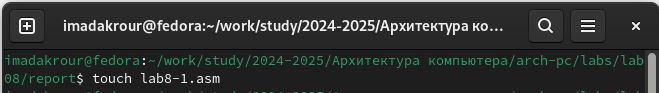 imadakrour@fedora:~/work/study/2024-2025/Архитектура ко...
imadakrour@fedora:~/work/study/2024-2025/Архитектура компьютера/arch-pc/labs/lab
08/report$ touch lab8-1.asm